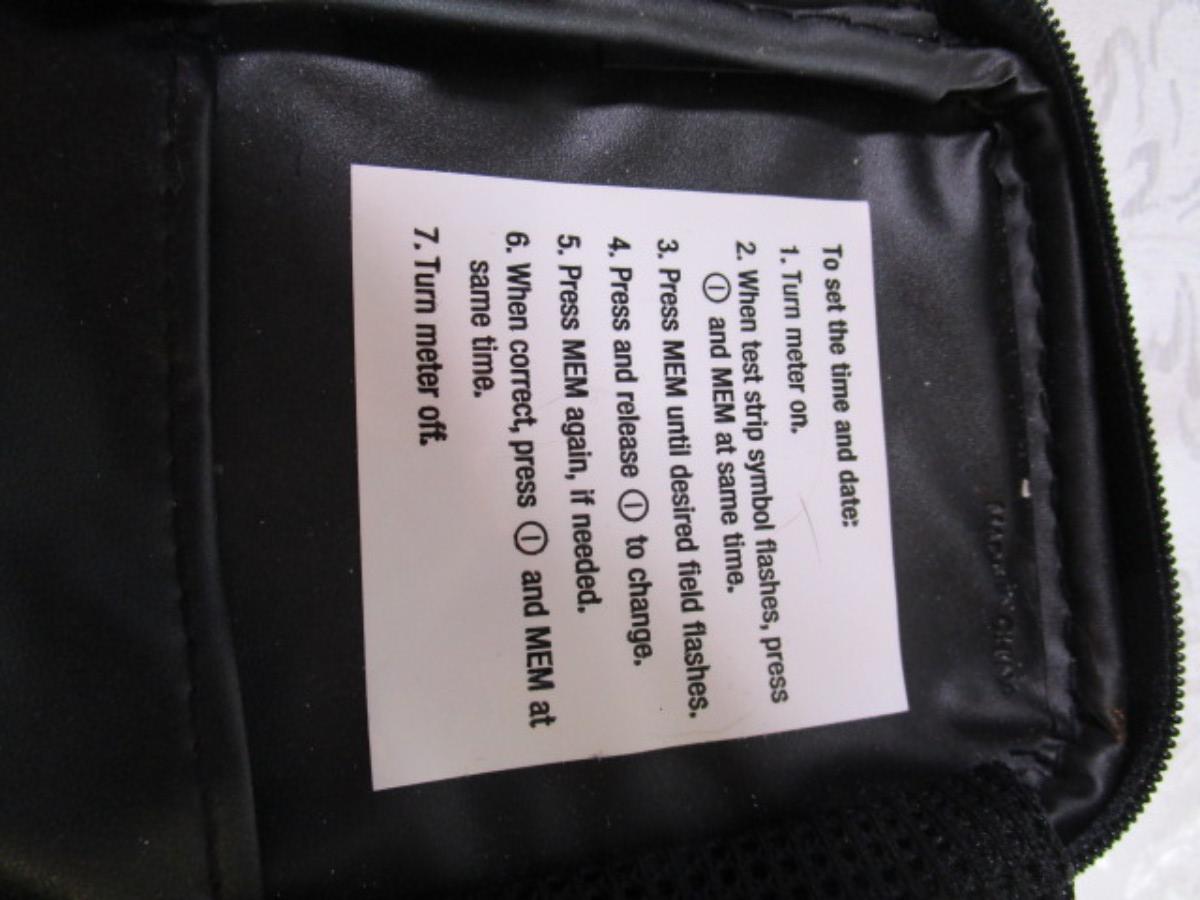 To set the time and date:
1. Turn meter on.
2. When test strip symbol flashes, press
Ⓘ and MEM at same time.
3. Press MEM until desired field flashes.
4. Press and release Ⓘ to change.
5. Press MEM again, if needed.
6. When correct, press Ⓘ and MEM at
same time.
7. Turn meter off.